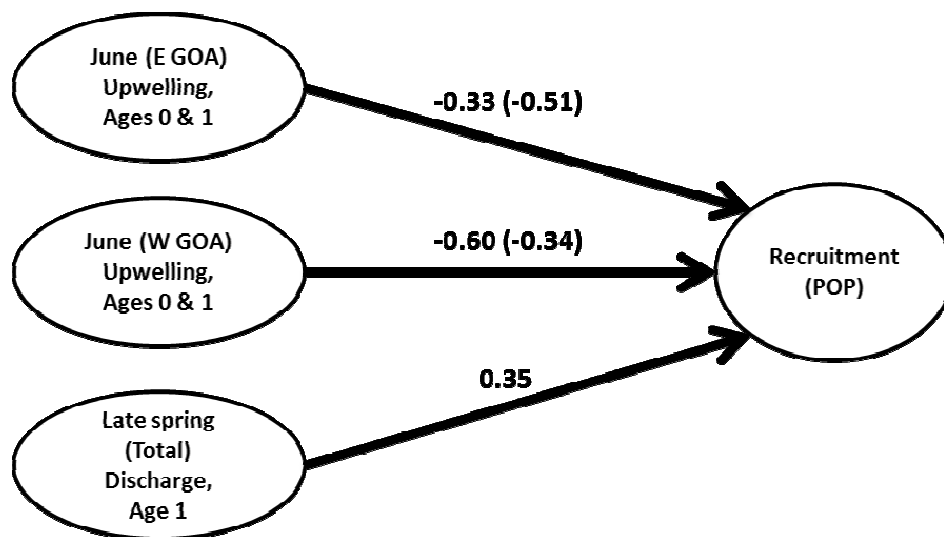 June (E GOA)
Upwelling,
Ages 0 & 1
-0.33 (-0.51)
June (W GOA)
Upwelling,
Ages 0 & 1
-0.60 (-0.34)
Recruitment
(POP)
Late spring
(Total)
Discharge,
Age 1
0.35